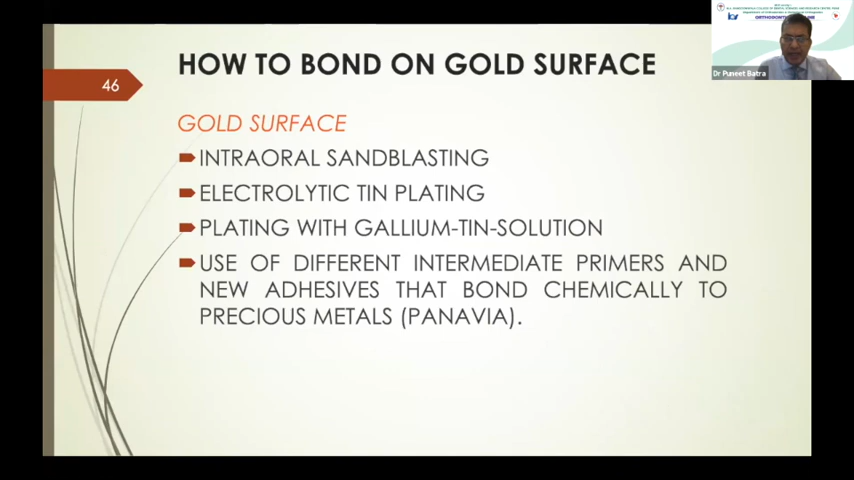 HOW TO BOND ON GOLD SURFACE
46
GOLD SURFACE
INTRAORAL SANDBLASTING
ELECTROLYTIC TIN PLATING
PLATING WITH GALLIUM-TIN-SOLUTION
USE OF DIFFERENT INTERMEDIATE PRIMERS AND
NEW ADHESIVES THAT BOND CHEMICALLY TO
PRECIOUS METALS (PANAVIA).
Dr Puneet Batra